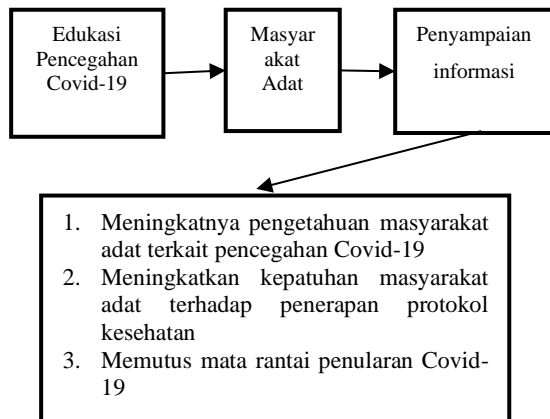 Edukasi
Pencegahan
Covid-19
Masyar
akat
Adat
Penyampaian
informasi
1. Meningkatnya pengetahuan masyarakat
adat terkait pencegahan Covid-19
2. Meningkatkan kepatuhan masyarakat
adat terhadap penerapan protokol
kesehatan
3. Memutus mata rantai penularan Covid-
19